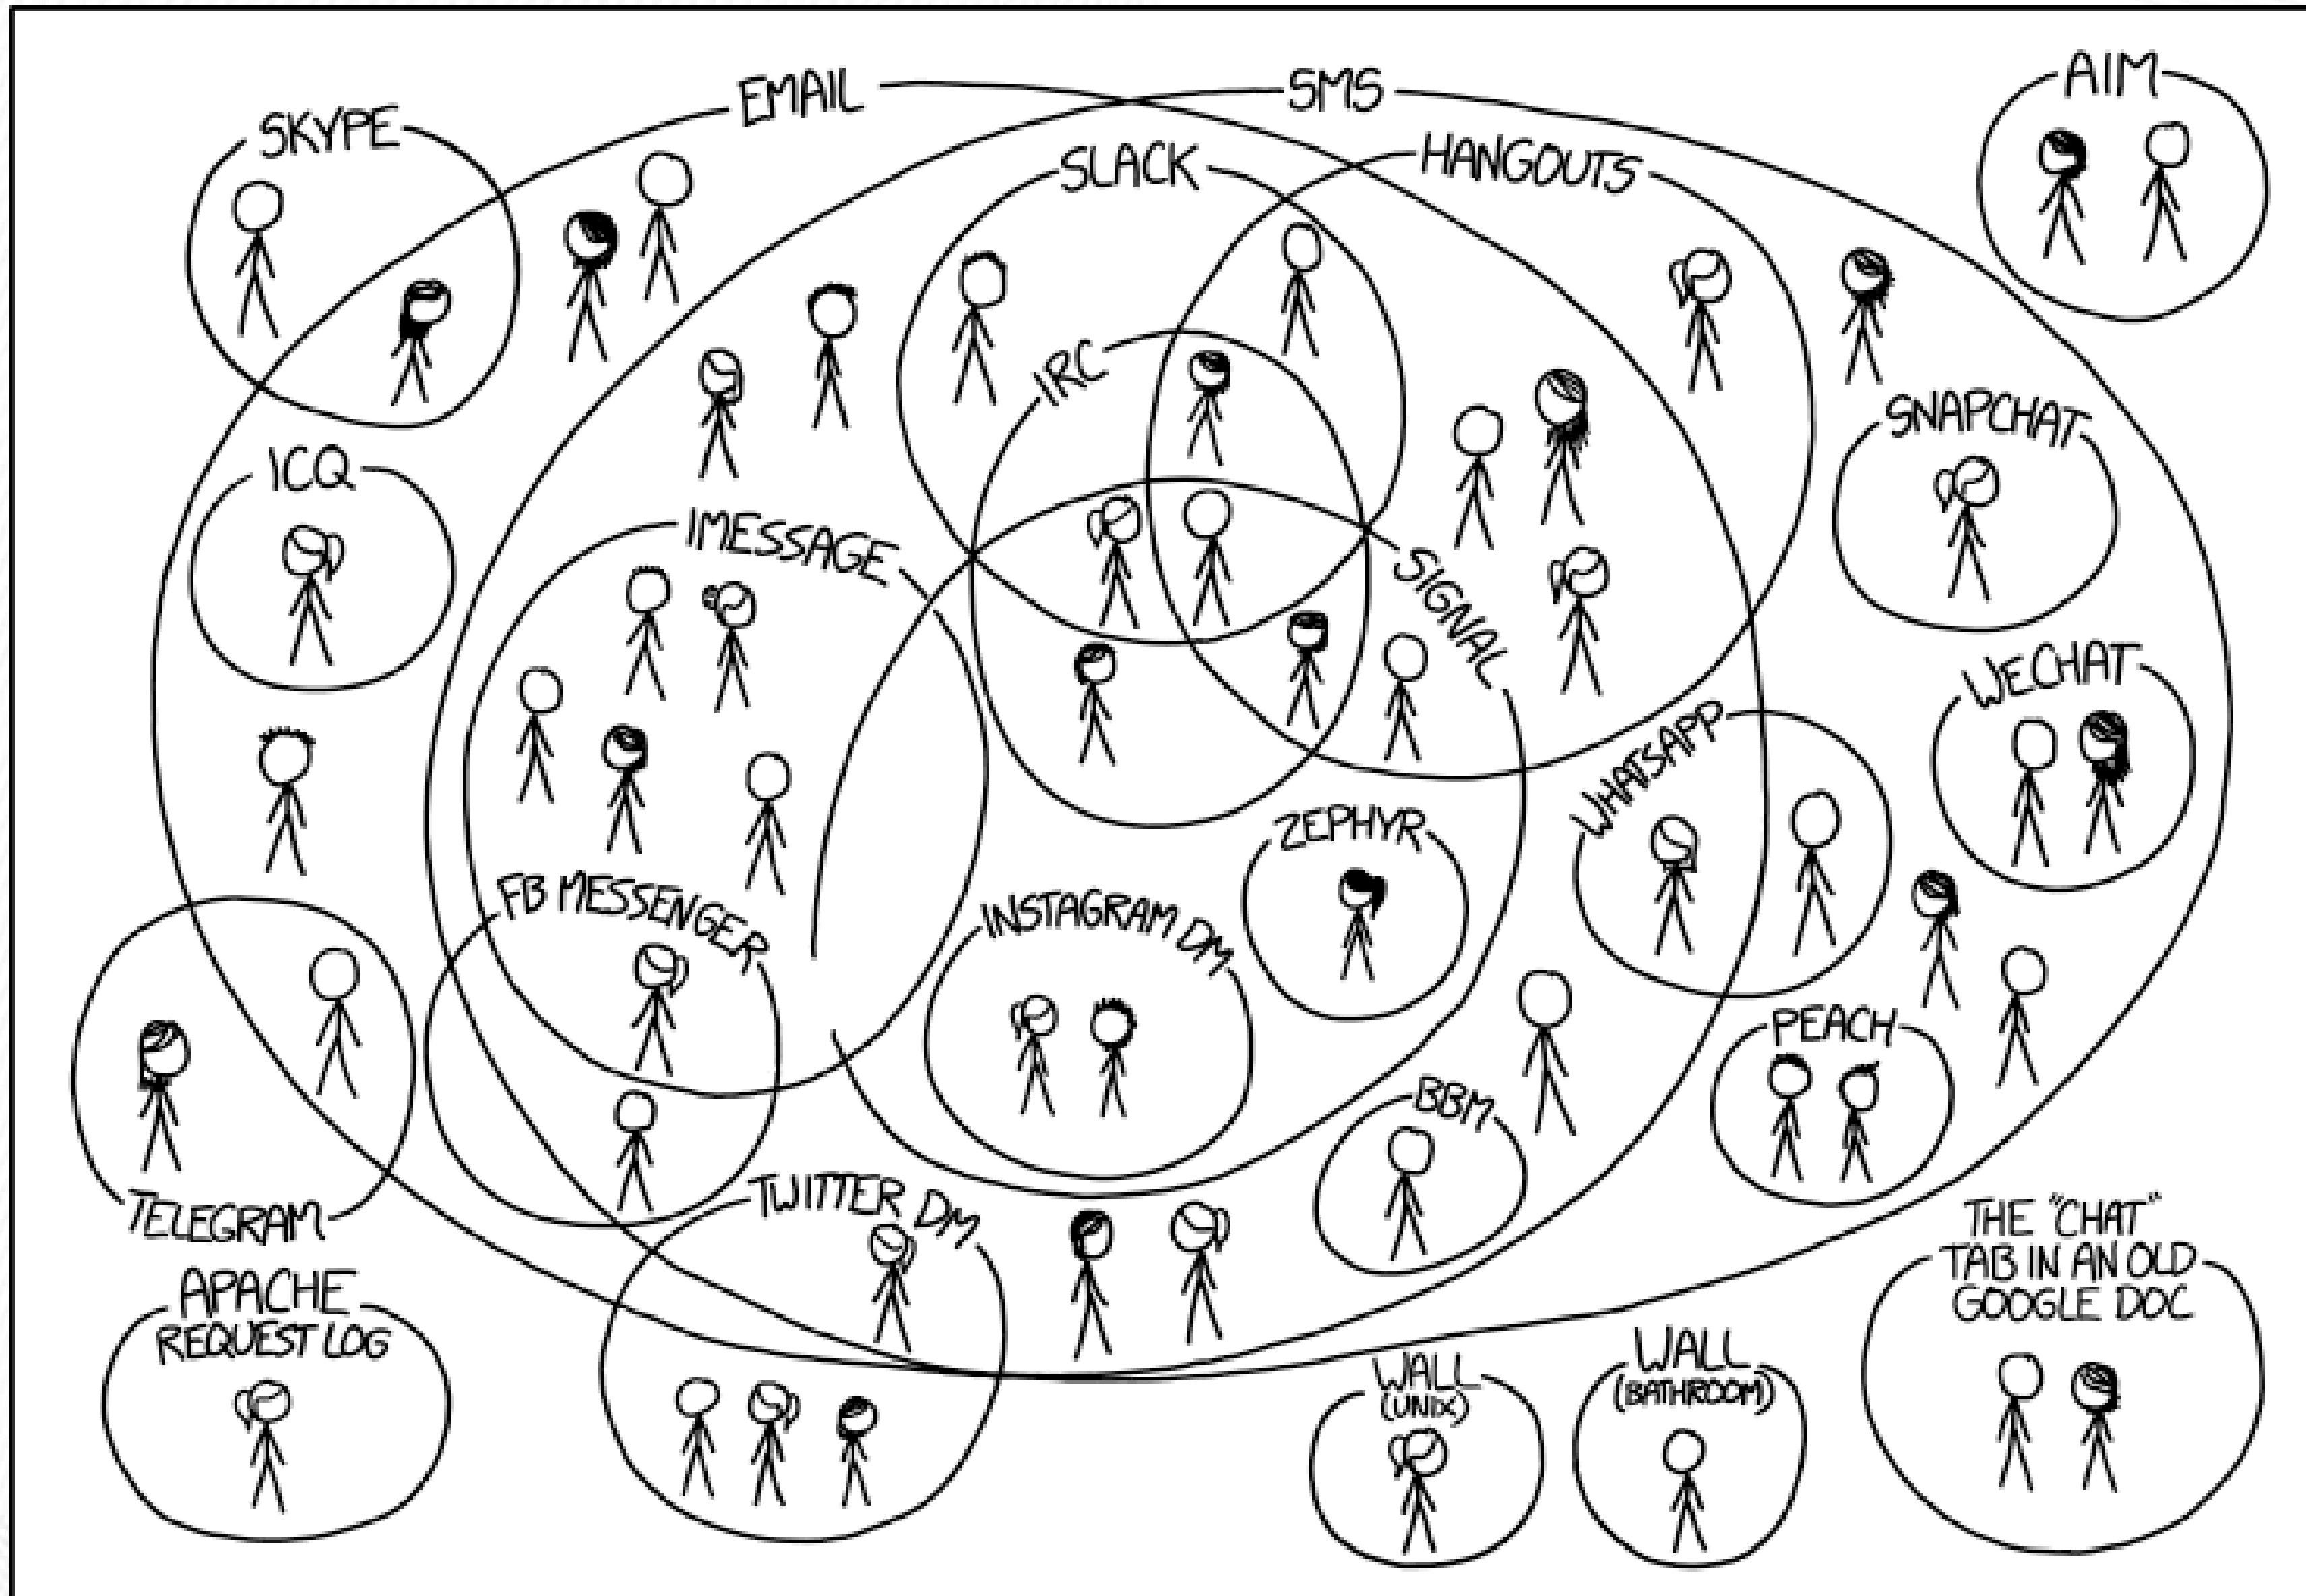 EMAIL
SMS
AIM
SKYPE
SLACK
HANGOUTS
IRC
SNAPCHAT
ICQ
IMESSAGE
SIGNAL
WECHAT
WHATSAPP
ZEPHYR
FB MESSENGER
INSTAGRAM DM
PEACH
BBM
TWITTER DM
TELEGRAM
THE "CHAT"
TAB IN AN OLD
GOOGLE DOC
APACHE
REQUEST LOG
WALL
(UNIX)
WALL
(BATHROOM)